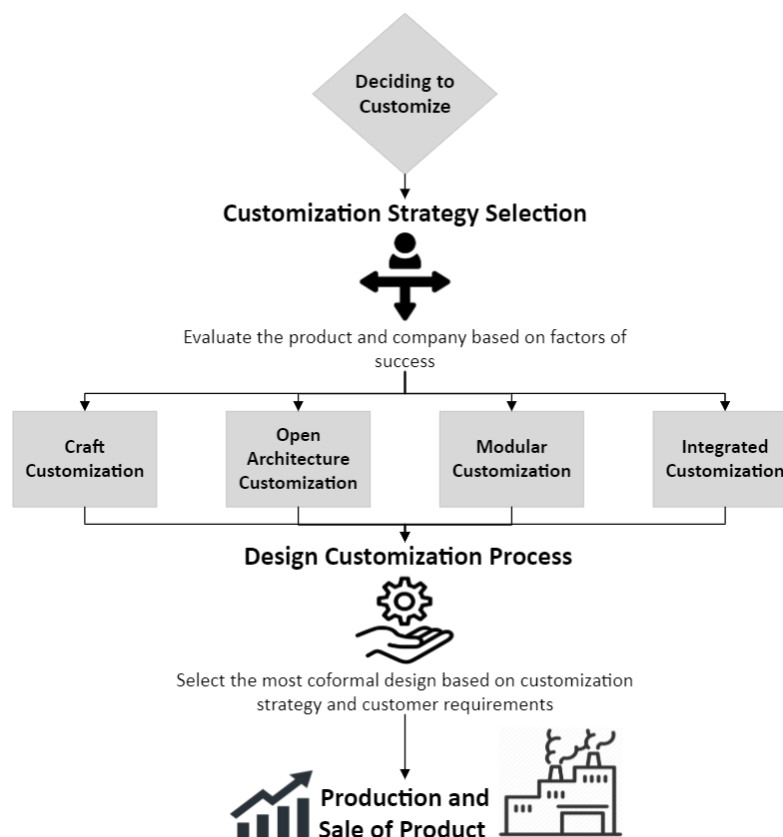 Deciding to
Customize
Customization Strategy Selection
Evaluate the product and company based on factors of
success
Craft
Customization
Open
Architecture
Customization
Modular
Customization
Integrated
Customization
Design Customization Process
Select the most coformal design based on customization
strategy and customer requirements
Production and
Sale of Product